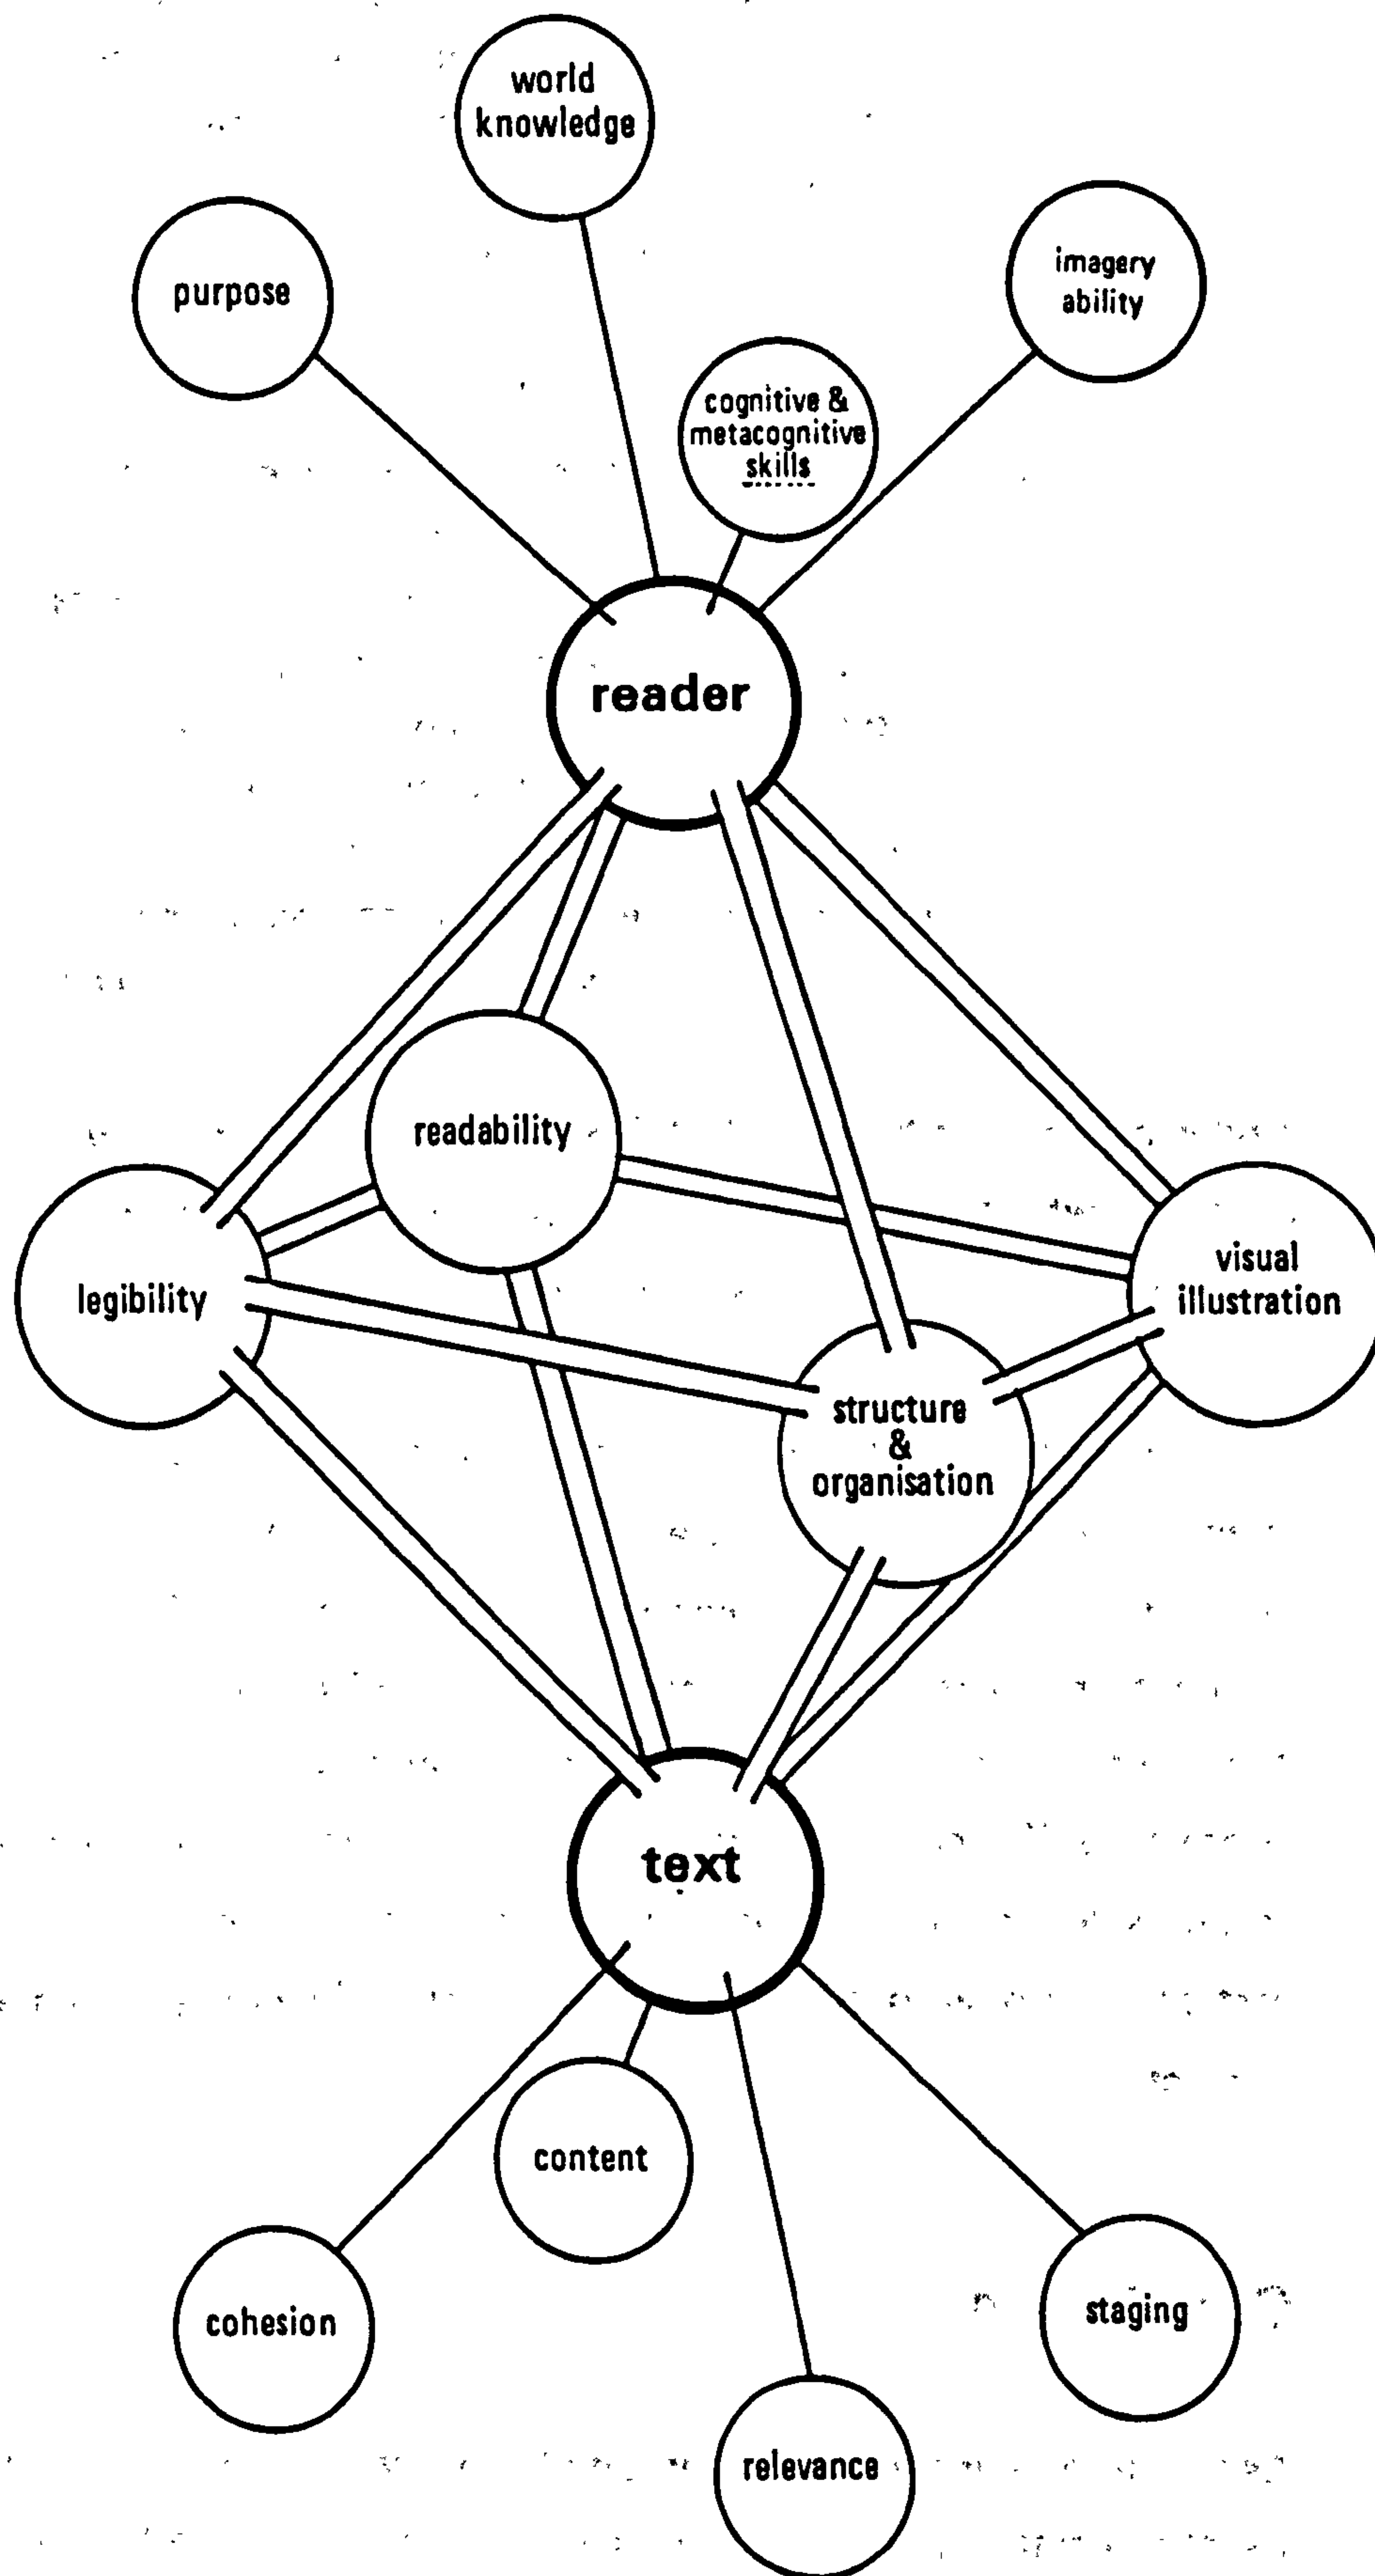 world
knowledge
purpose
imagery
ability
cognitive &
metacognitive
skills
reader
readability
legibility
visual
illustration
structure
&
organisation
text
content
cohesion
staging
relevance